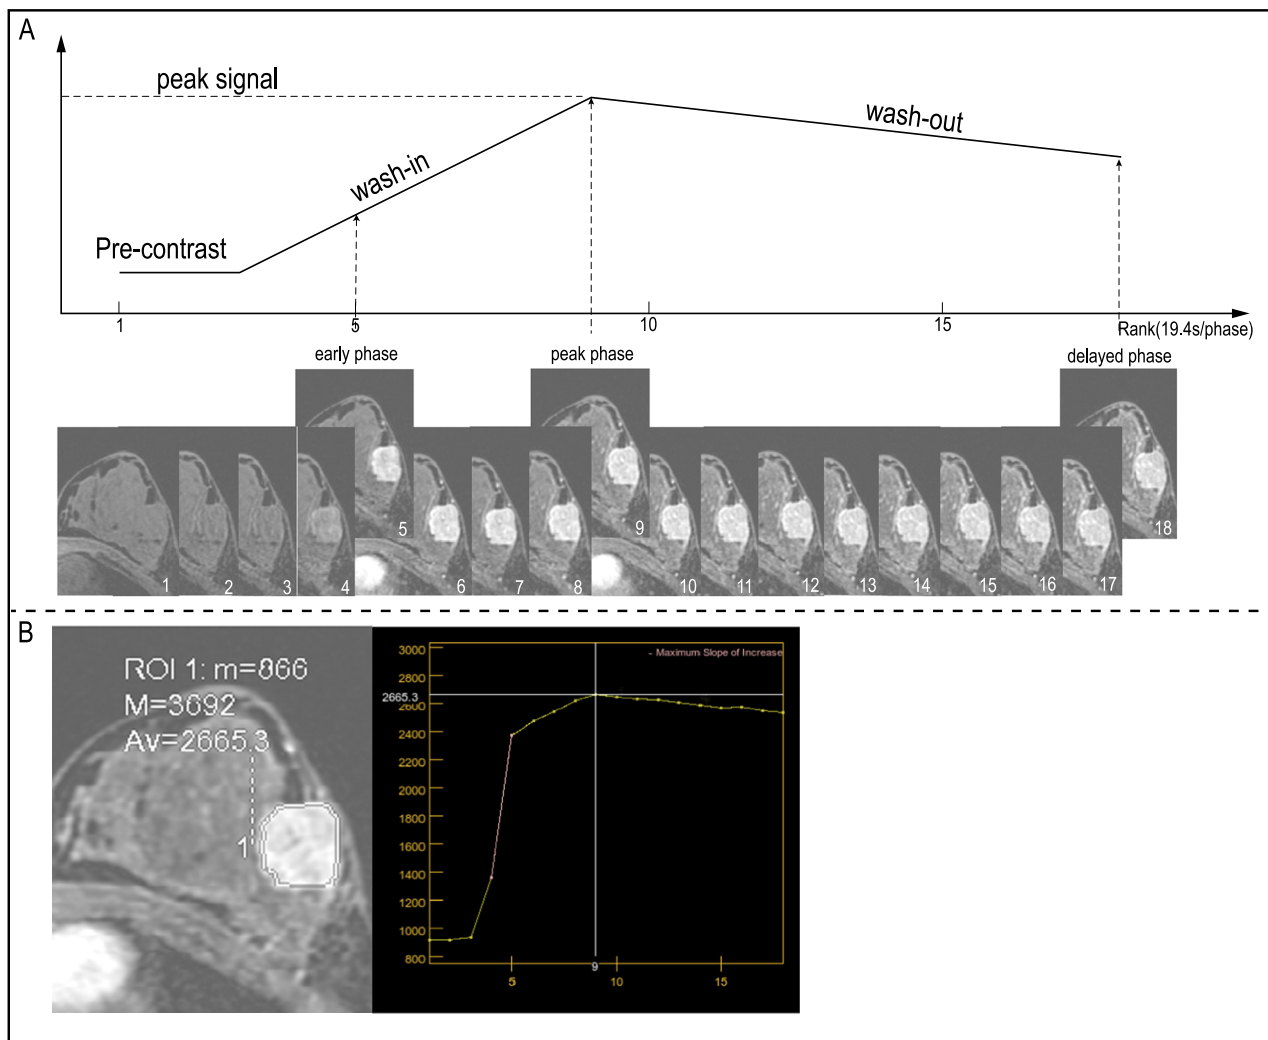 A
peak signal
wash-out
wash-in
Pre-contrast
1
5
10
15
Rank(19.4s/phase)
early phase
peak phase
delayed phase
1
2
3
4
5
6
7
8
9
10
11
12
13
14
15
16
17
18
B
ROI 1: m=866
M=3692
Av=2665.3
1
- Maximum Slope of Increase
3000
2800
2665.3
2600
2400
2200
2000
1800
1600
1400
1200
1000
800
5
9
10
15